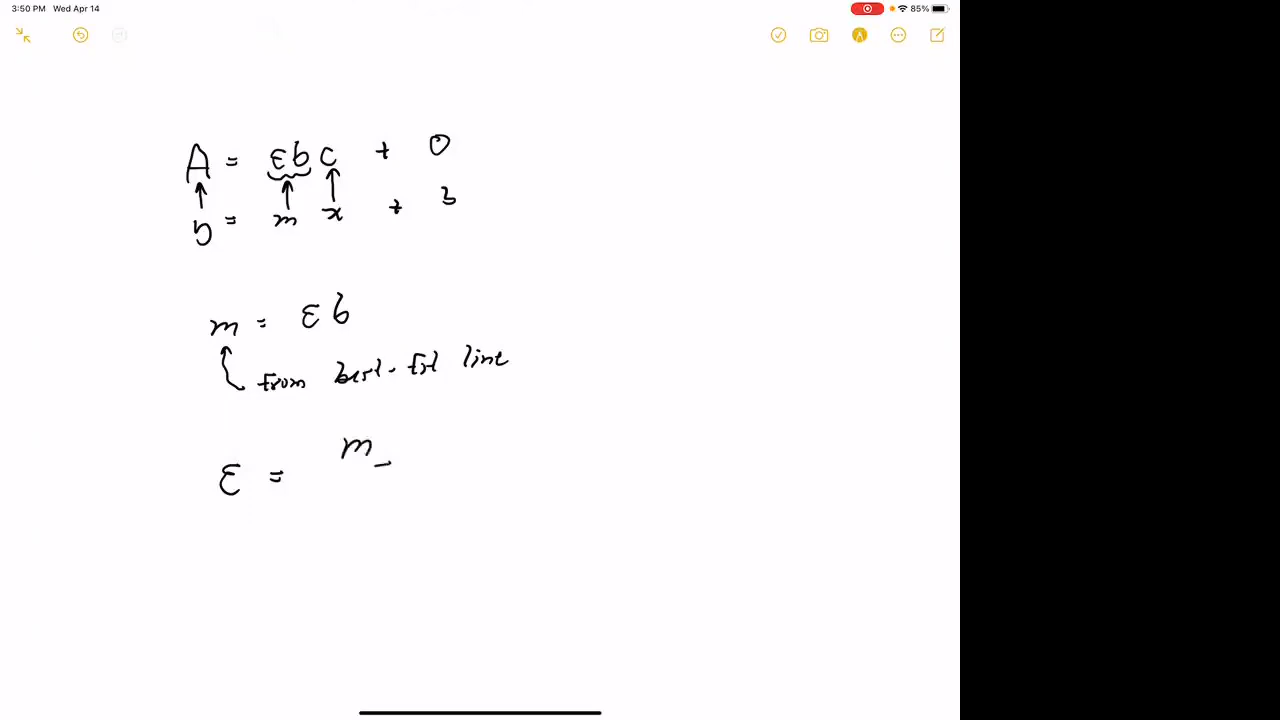 3:50 PM Wed Apr 14
85%
A = εbc + 0
y = m x + b
m = εb
from best-fit line
ε = m